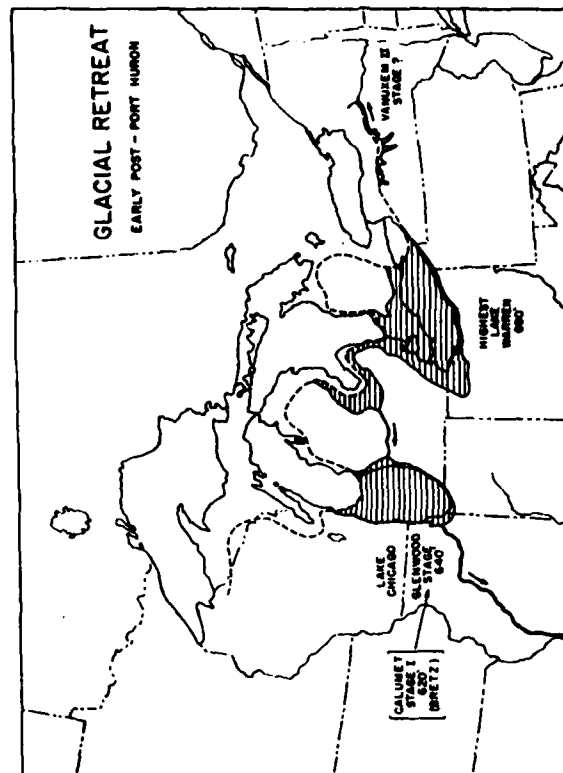 GLACIAL RETREAT
EARLY POST - PORT HURON
VANUXEM II
STAGE ?
HIGHEST
LAKE
WARREN
690'
LAKE
CHICAGO
GLENWOOD
STAGE
640'
CALUMET
STAGE I
620'
(BRETZ)